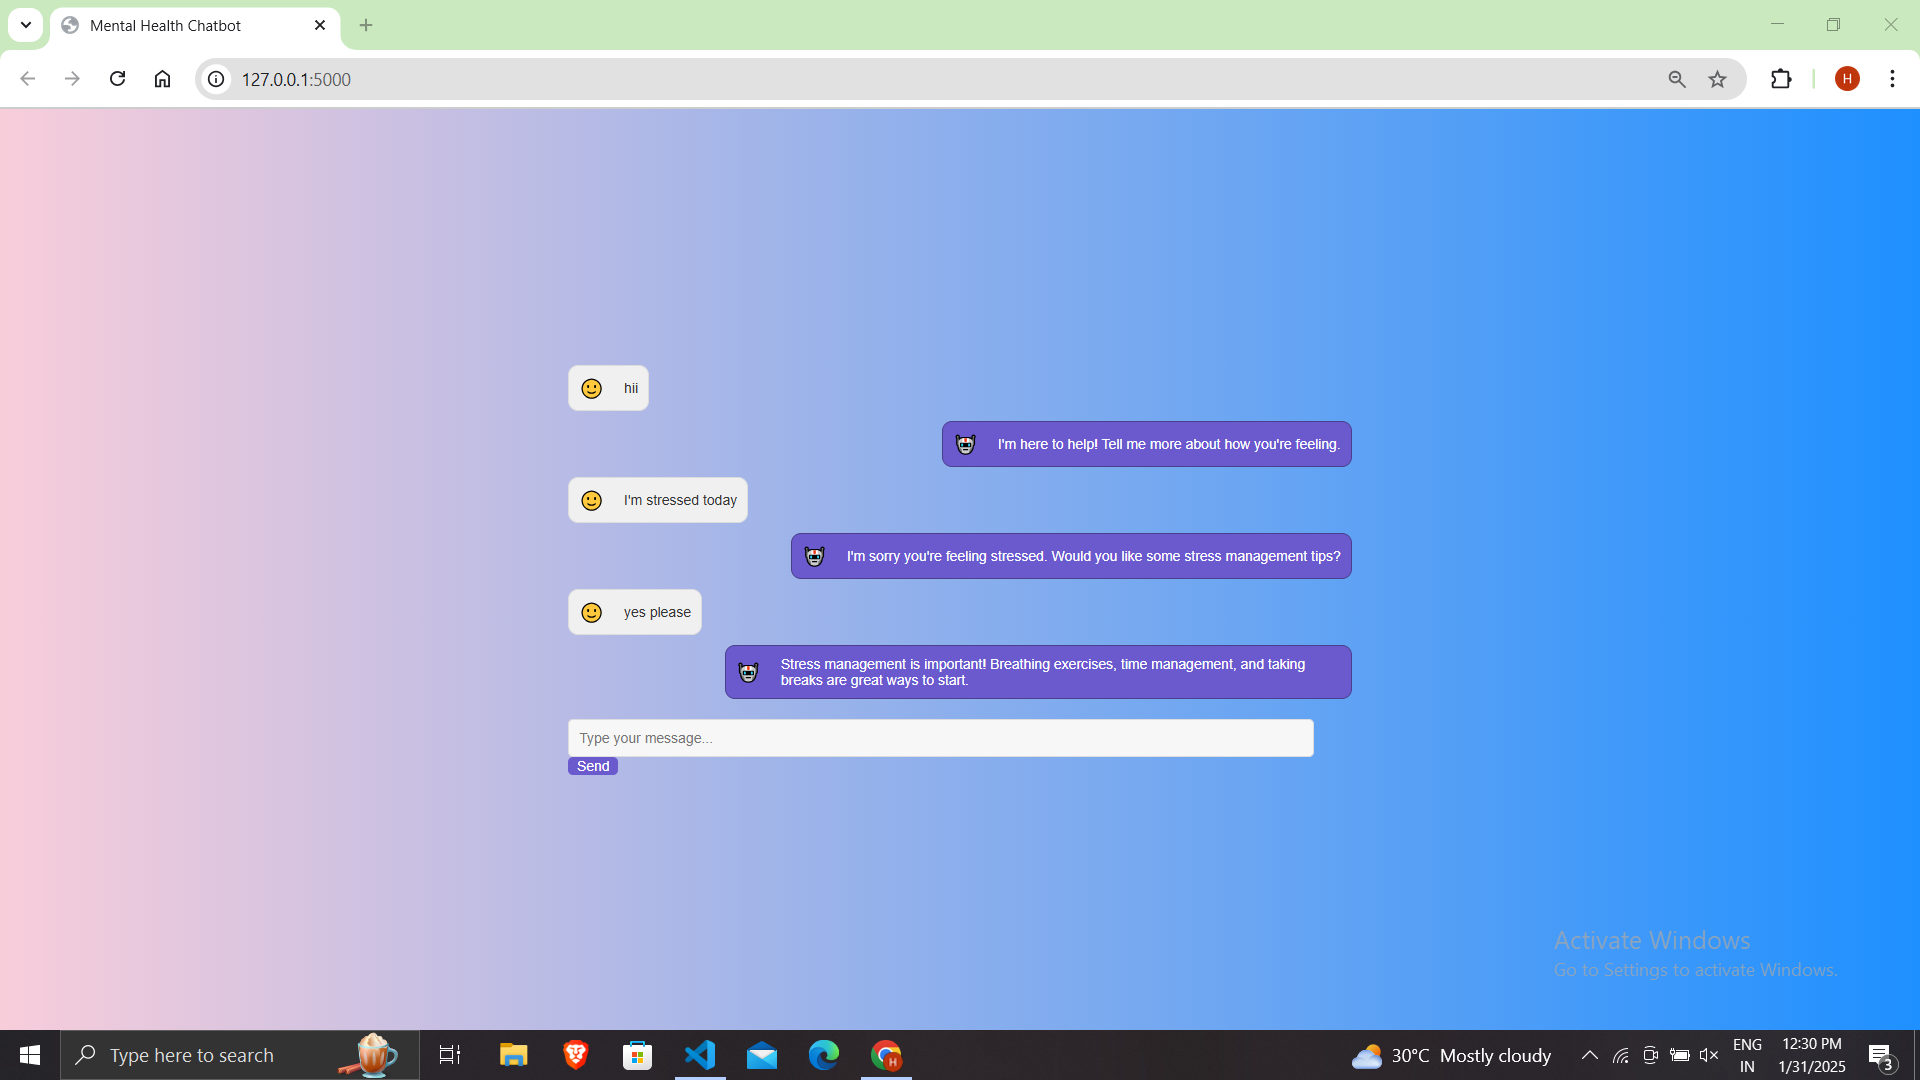 Mental Health Chatbot
127.0.0.1:5000
H
hii
I'm here to help! Tell me more about how you're feeling.
I'm stressed today
I'm sorry you're feeling stressed. Would you like some stress management tips?
yes please
Stress management is important! Breathing exercises, time management, and taking
breaks are great ways to start.
Type your message...
Send
Activate Windows
Go to Settings to activate Windows.
Type here to search
H
30°C Mostly cloudy
ENG
IN
12:30 PM
1/31/2025
3